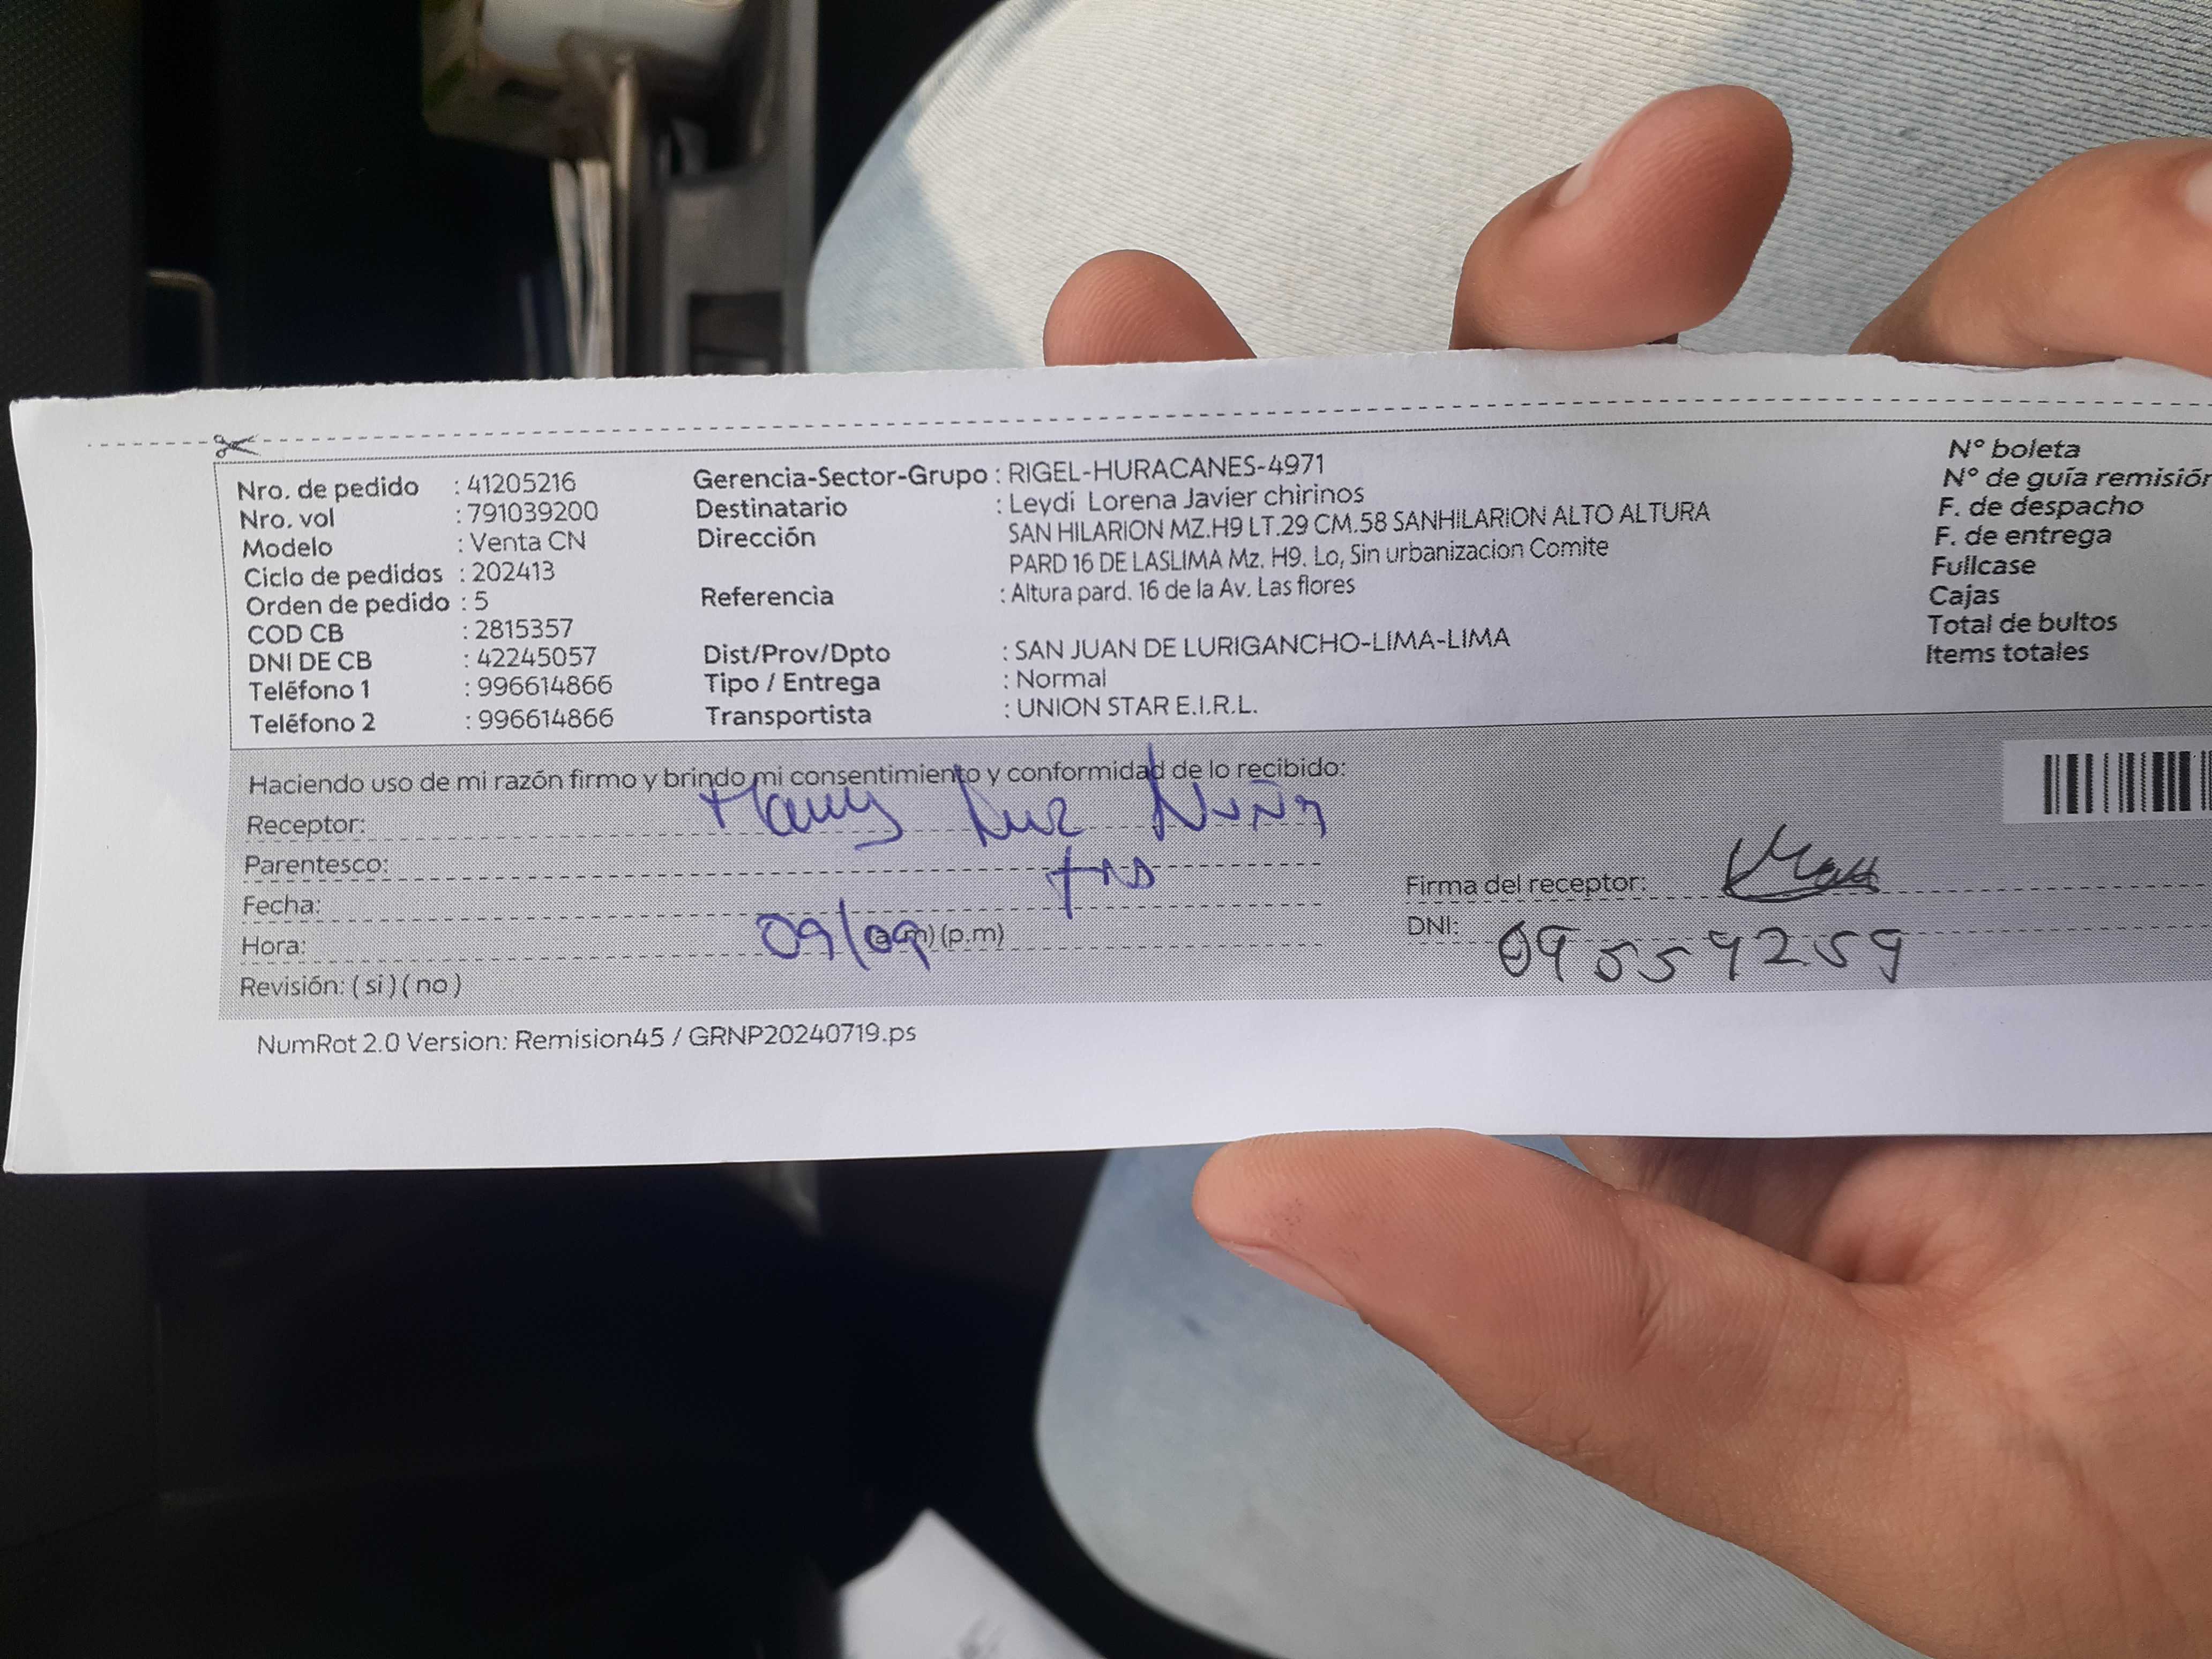 Nro. de pedido : 41205216
Nro. vol : 791039200
Modelo : Venta CN
Ciclo de pedidos : 202413
Orden de pedido : 5
COD CB : 2815357
DNI DE CB : 42245057
Teléfono 1 : 996614866
Teléfono 2 : 996614866
Gerencia-Sector-Grupo : RIGEL-HURACANES-4971
Destinatario : Leydi Lorena Javier chirinos
Dirección SAN HILARION MZ.H9 LT.29 CM.58 SANHILARION ALTO ALTURA
PARD 16 DE LASLIMA Mz. H9. Lo, Sin urbanizacion Comite
Referencia : Altura pard. 16 de la Av. Las flores
Dist/Prov/Dpto : SAN JUAN DE LURIGANCHO-LIMA-LIMA
Tipo / Entrega : Normal
Transportista : UNION STAR E.I.R.L.
N° boleta
N° de guía remisión
F. de despacho
F. de entrega
Fullcase
Cajas
Total de bultos
Items totales
Haciendo uso de mi razón firmo y brindo mi consentimiento y conformidad de lo recibido:
Receptor: Luz
Parentesco:
Fecha: 09/09
Hora: (a.m) (p.m)
Revisión: ( si ) ( no )
Firma del receptor:
DNI: 09559259
NumRot 2.0 Version: Remision45 / GRNP20240719.ps